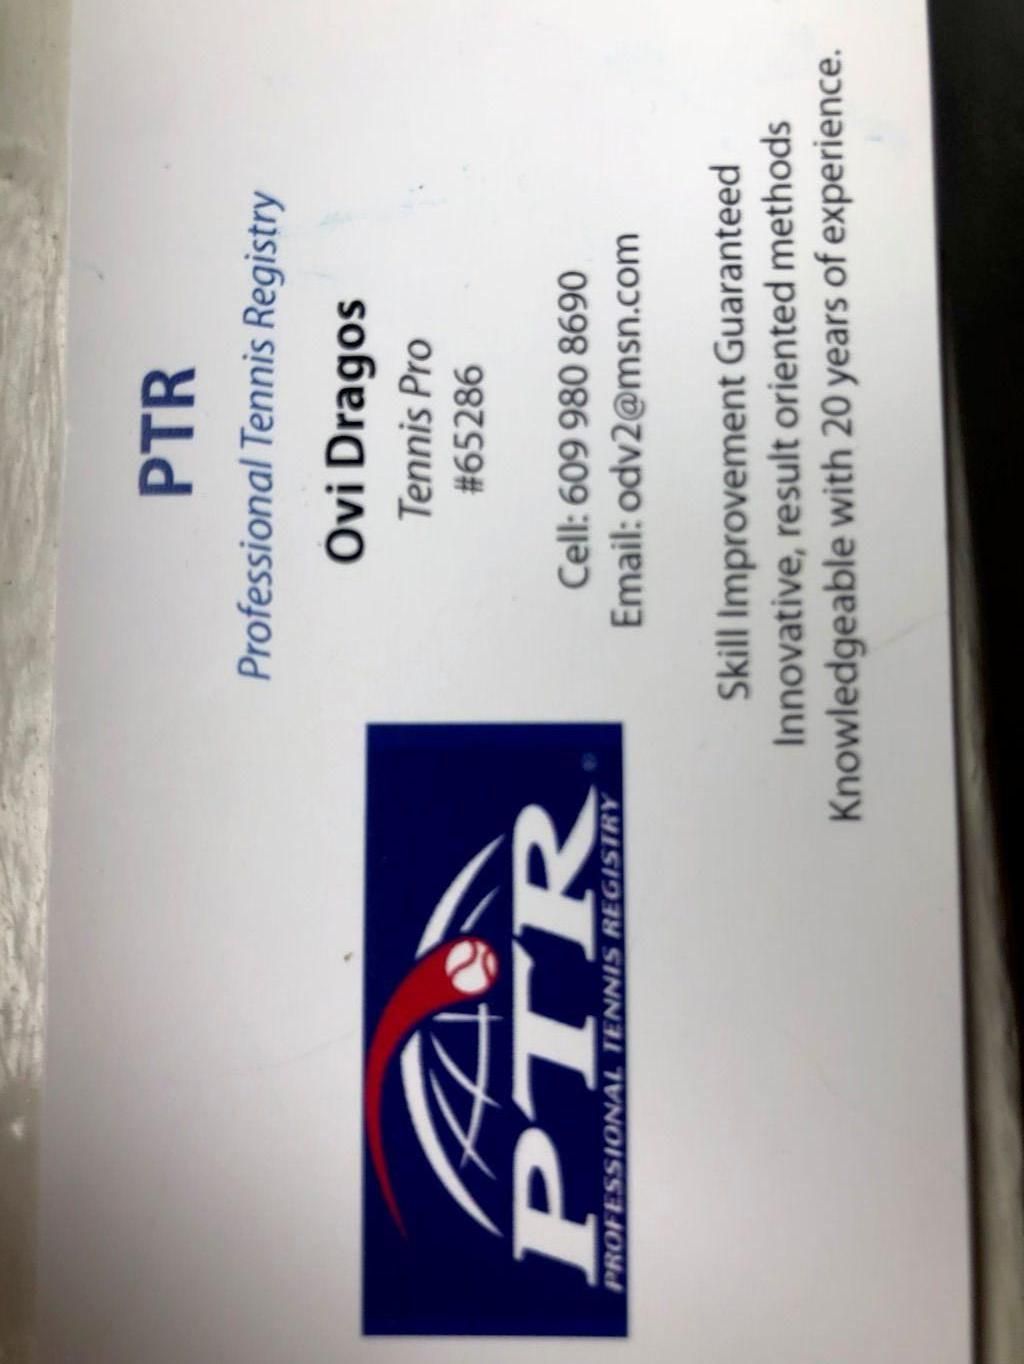 PTR
Professional Tennis Registry
Ovi Dragos
Tennis Pro
#65286
Cell: 609 980 8690
Email: odv2@msn.com
PTR®
PROFESSIONAL TENNIS REGISTRY
Skill Improvement Guaranteed
Innovative, result oriented methods
Knowledgeable with 20 years of experience.